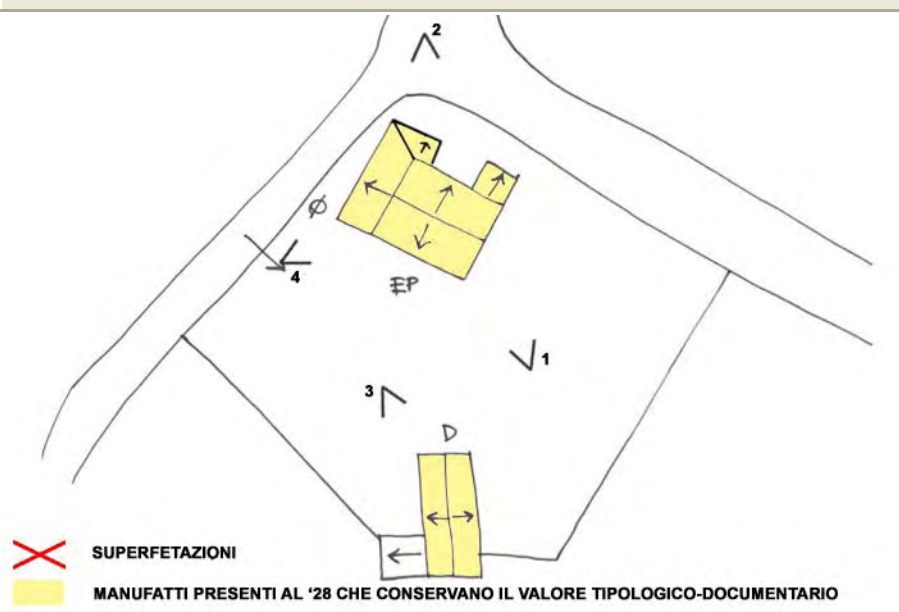 2
Φ
4
EP
1
3
D
SUPERFETAZIONI
MANUFATTI PRESENTI AL ‘28 CHE CONSERVANO IL VALORE TIPOLOGICO-DOCUMENTARIO